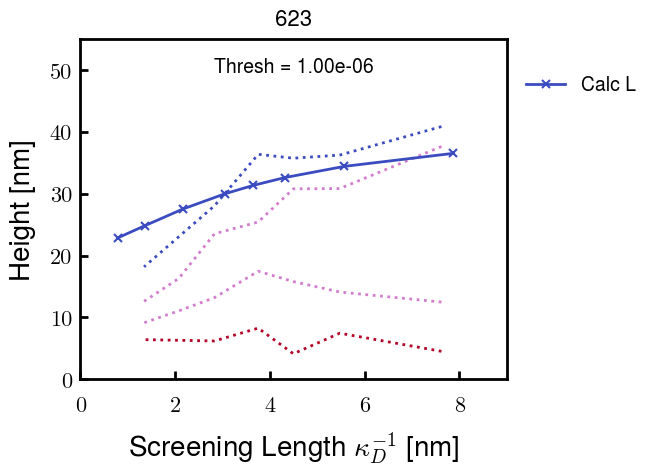 623
Thresh = 1.00e-06
Calc L
Height [nm]
50
40
30
20
10
0
0 2 4 6 8
Screening Length κ_D^{-1} [nm]